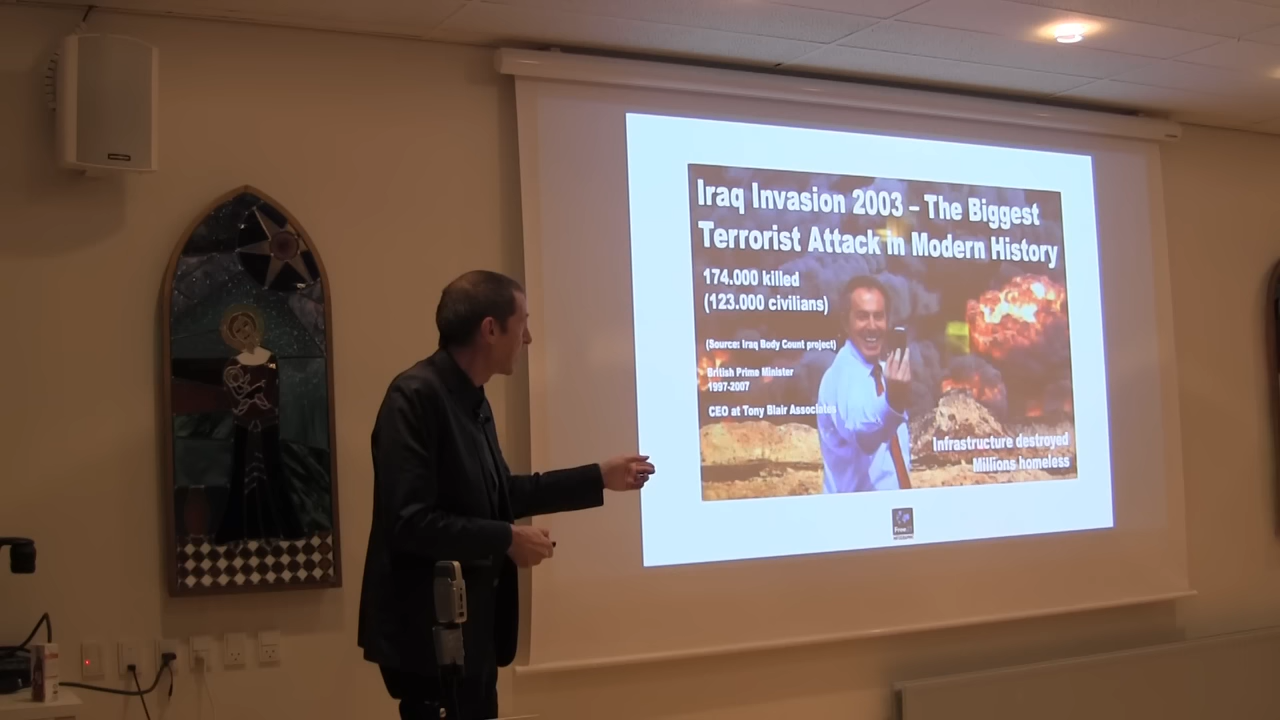 Iraq Invasion 2003 – The Biggest
Terrorist Attack in Modern History
174.000 killed
(123.000 civilians)
(Source: Iraq Body Count project)
British Prime Minister
1997-2007
CEO at Tony Blair Associates
Infrastructure destroyed
Millions homeless